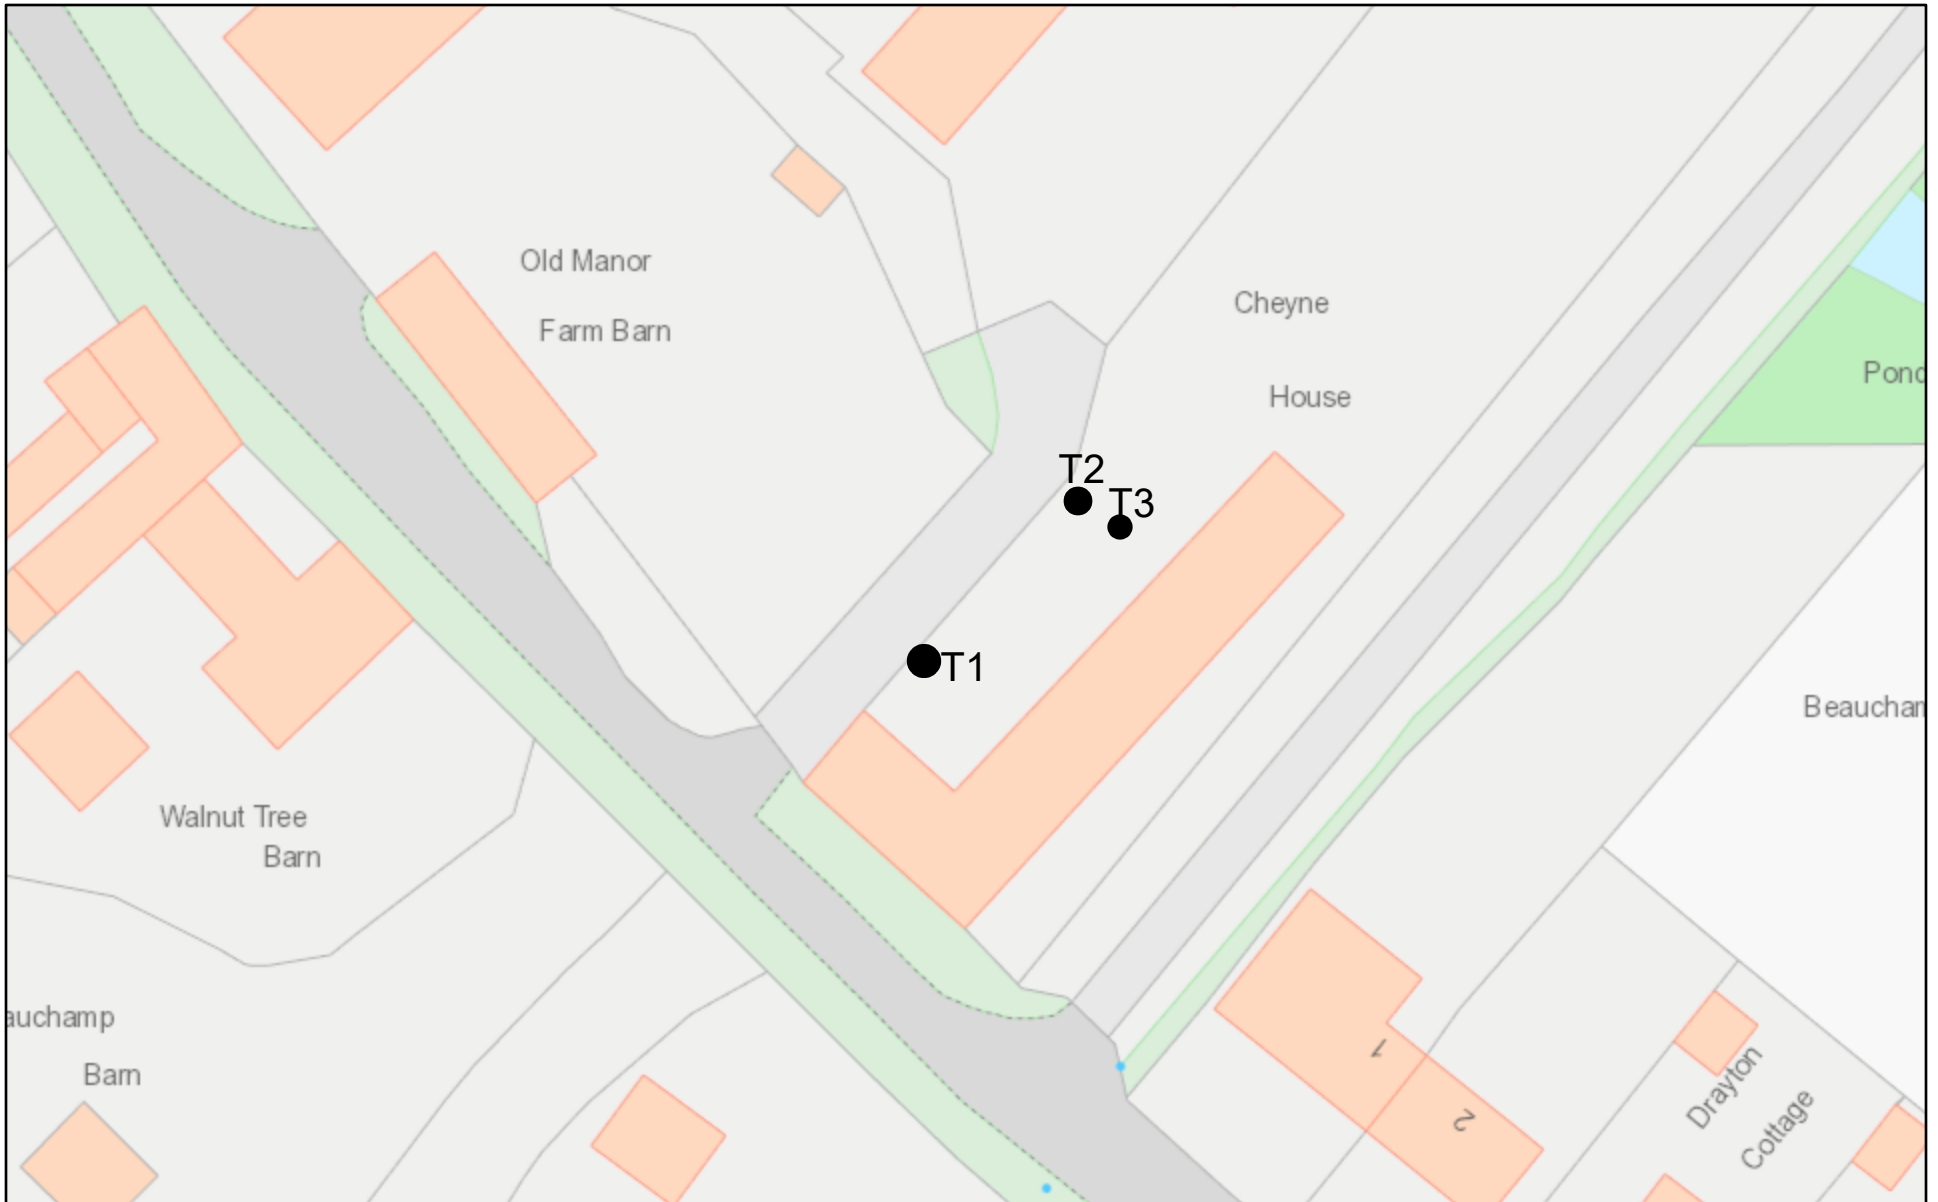 Old Manor
Farm Barn
Cheyne
House
Pond
T2
T3
T1
Beaucham
Walnut Tree
Barn
auchamp
Barn
1
2
Drayton
Cottage